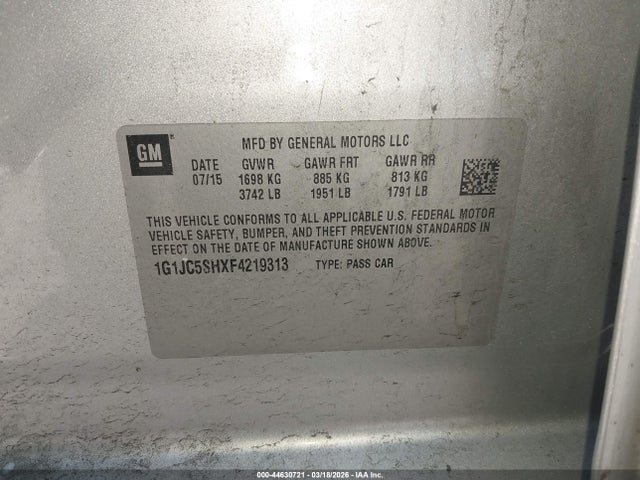 GM
MFD BY GENERAL MOTORS LLC
DATE GVWR GAWR FRT GAWR RR
07/15 1698 KG 885 KG 813 KG
3742 LB 1951 LB 1791 LB
THIS VEHICLE CONFORMS TO ALL APPLICABLE U.S. FEDERAL MOTOR
VEHICLE SAFETY, BUMPER, AND THEFT PREVENTION STANDARDS IN
EFFECT ON THE DATE OF MANUFACTURE SHOWN ABOVE.
1G1JC5SHXF4219313 TYPE: PASS CAR
000-44630721 - 03/18/2026 - IAA Inc.